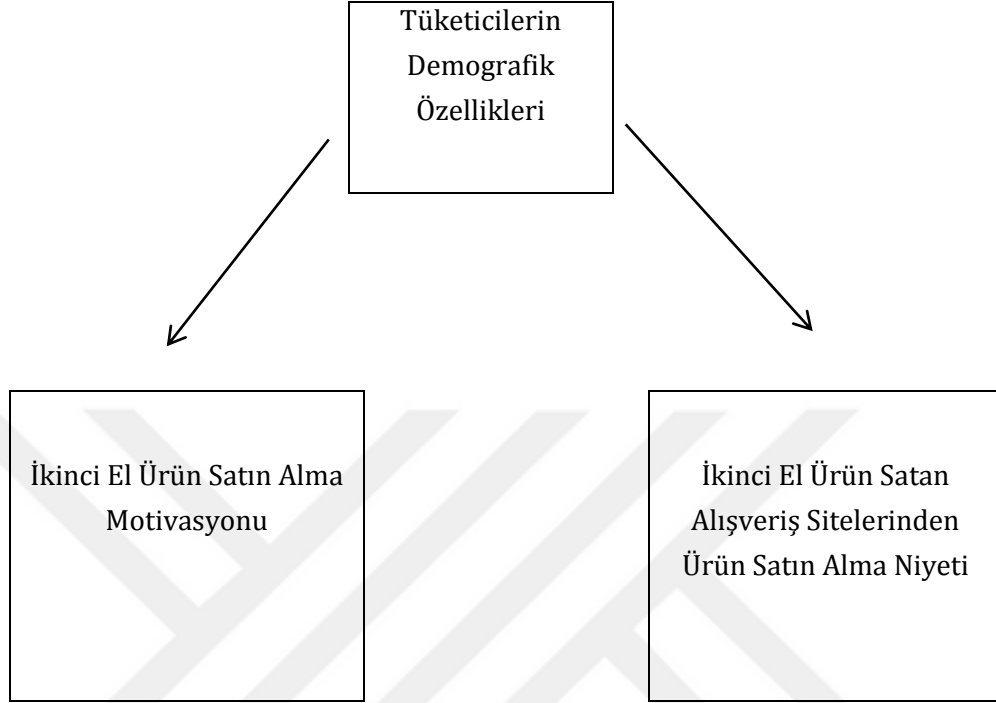 Tüketicilerin
Demografik
Özellikleri
İkinci El Ürün Satın Alma
Motivasyonu
İkinci El Ürün Satan
Alışveriş Sitelerinden
Ürün Satın Alma Niyeti